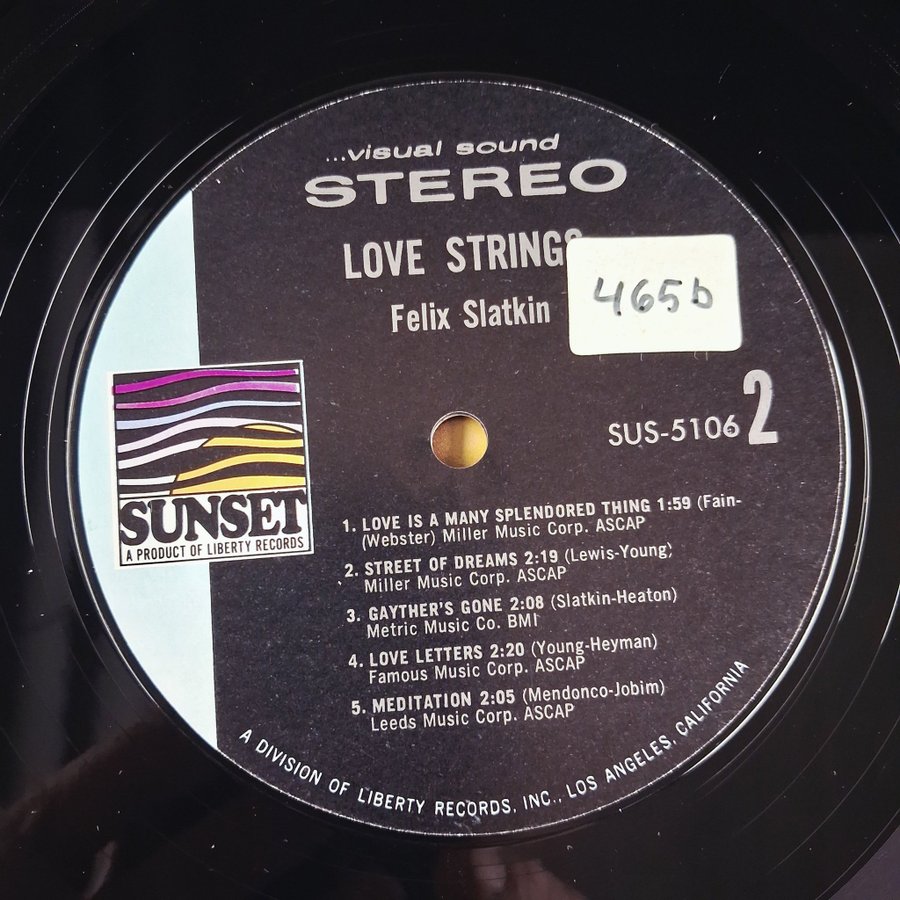 ...visual sound
STEREO
LOVE STRINGS
Felix Slatkin
465b
SUS-5106 2
SUNSET
A PRODUCT OF LIBERTY RECORDS
1. LOVE IS A MANY SPLENDORED THING 1:59 (Fain-
(Webster) Miller Music Corp. ASCAP
2. STREET OF DREAMS 2:19 (Lewis-Young)
Miller Music Corp. ASCAP
3. GAYTHER'S GONE 2:08 (Slatkin-Heaton)
Metric Music Co. BMI
4. LOVE LETTERS 2:20 (Young-Heyman)
Famous Music Corp. ASCAP
5. MEDITATION 2:05 (Mendonco-Jobim)
Leeds Music Corp. ASCAP
A DIVISION OF LIBERTY RECORDS, INC., LOS ANGELES, CALIFORNIA